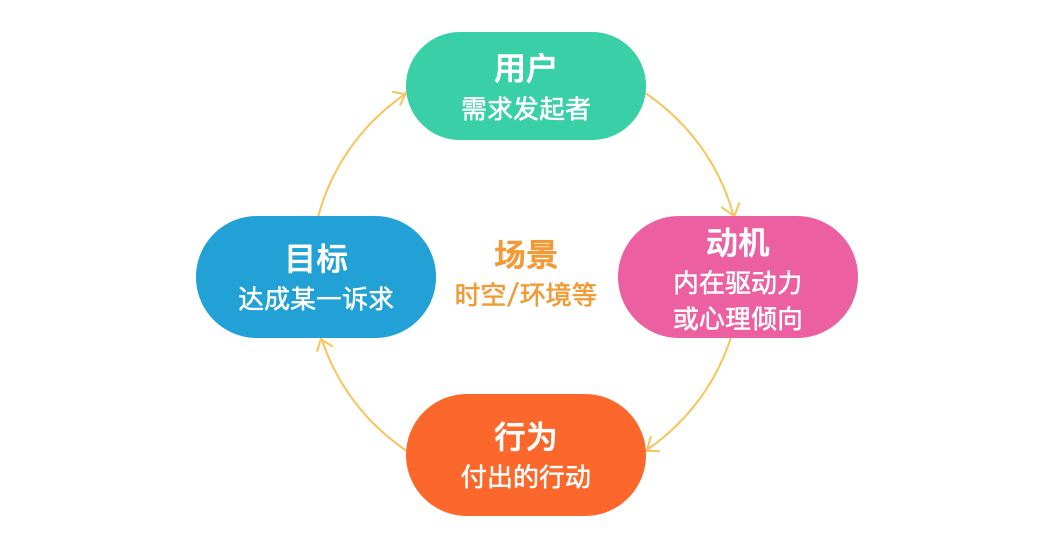 用户
需求发起者
动机
内在驱动力
或心理倾向
行为
付出的行动
目标
达成某一诉求
场景
时空/环境等